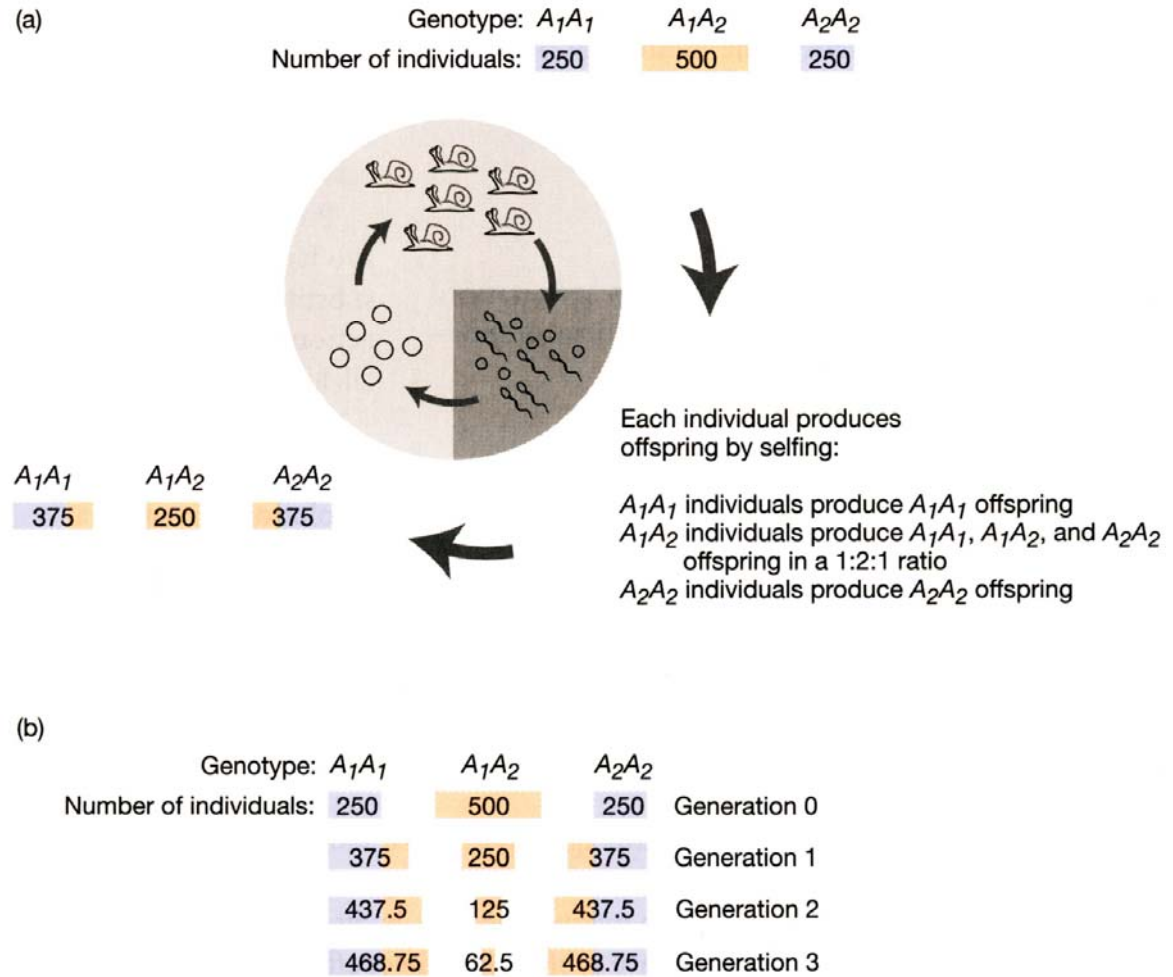 (a)
Genotype: A1A1 A1A2 A2A2
Number of individuals: 250 500 250
Each individual produces
offspring by selfing:
A1A1 individuals produce A1A1 offspring
A1A2 individuals produce A1A1, A1A2, and A2A2
offspring in a 1:2:1 ratio
A2A2 individuals produce A2A2 offspring
A1A1 A1A2 A2A2
375 250 375
(b)
Genotype: A1A1 A1A2 A2A2
Number of individuals: 250 500 250 Generation 0
375 250 375 Generation 1
437.5 125 437.5 Generation 2
468.75 62.5 468.75 Generation 3